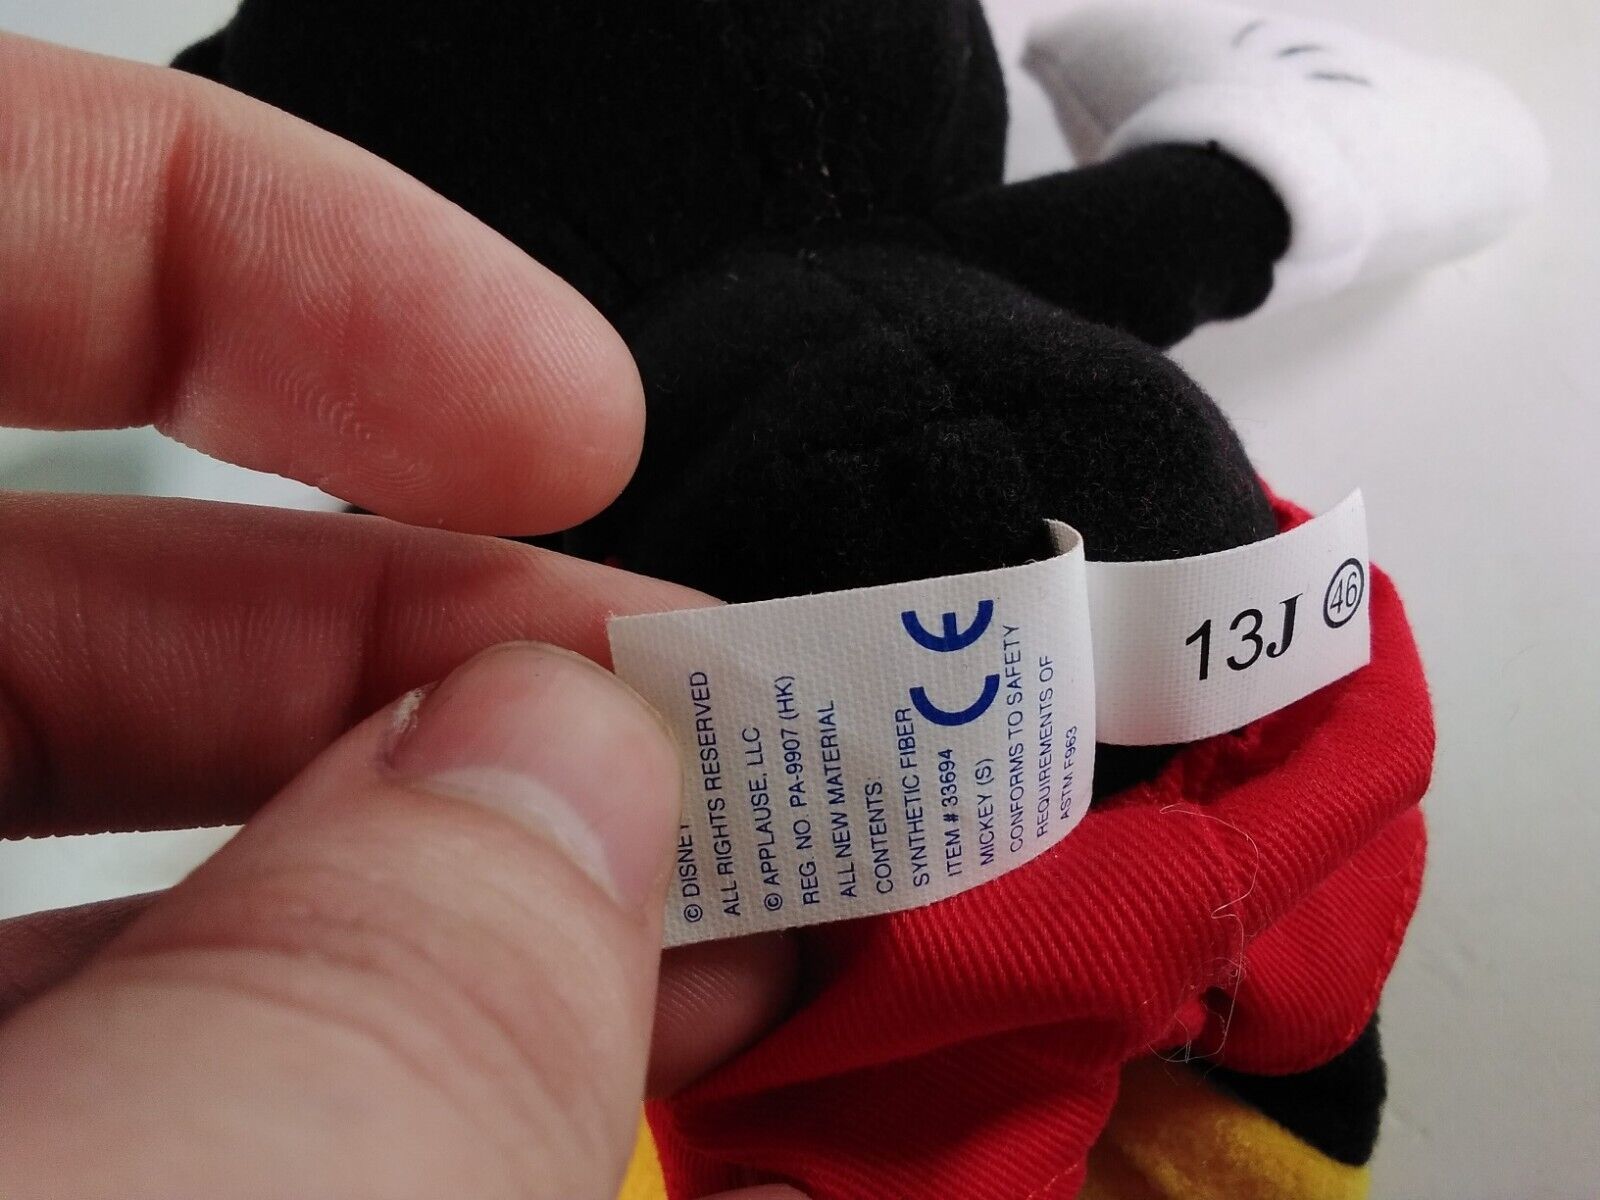 © DISNEY
ALL RIGHTS RESERVED
© APPLAUSE, LLC
REG. NO. PA-9907 (HK)
ALL NEW MATERIAL
CONTENTS:
SYNTHETIC FIBER
ITEM # 33694
MICKEY (S)
CONFORMS TO SAFETY
REQUIREMENTS OF
ASTM F963
CE
13J 46